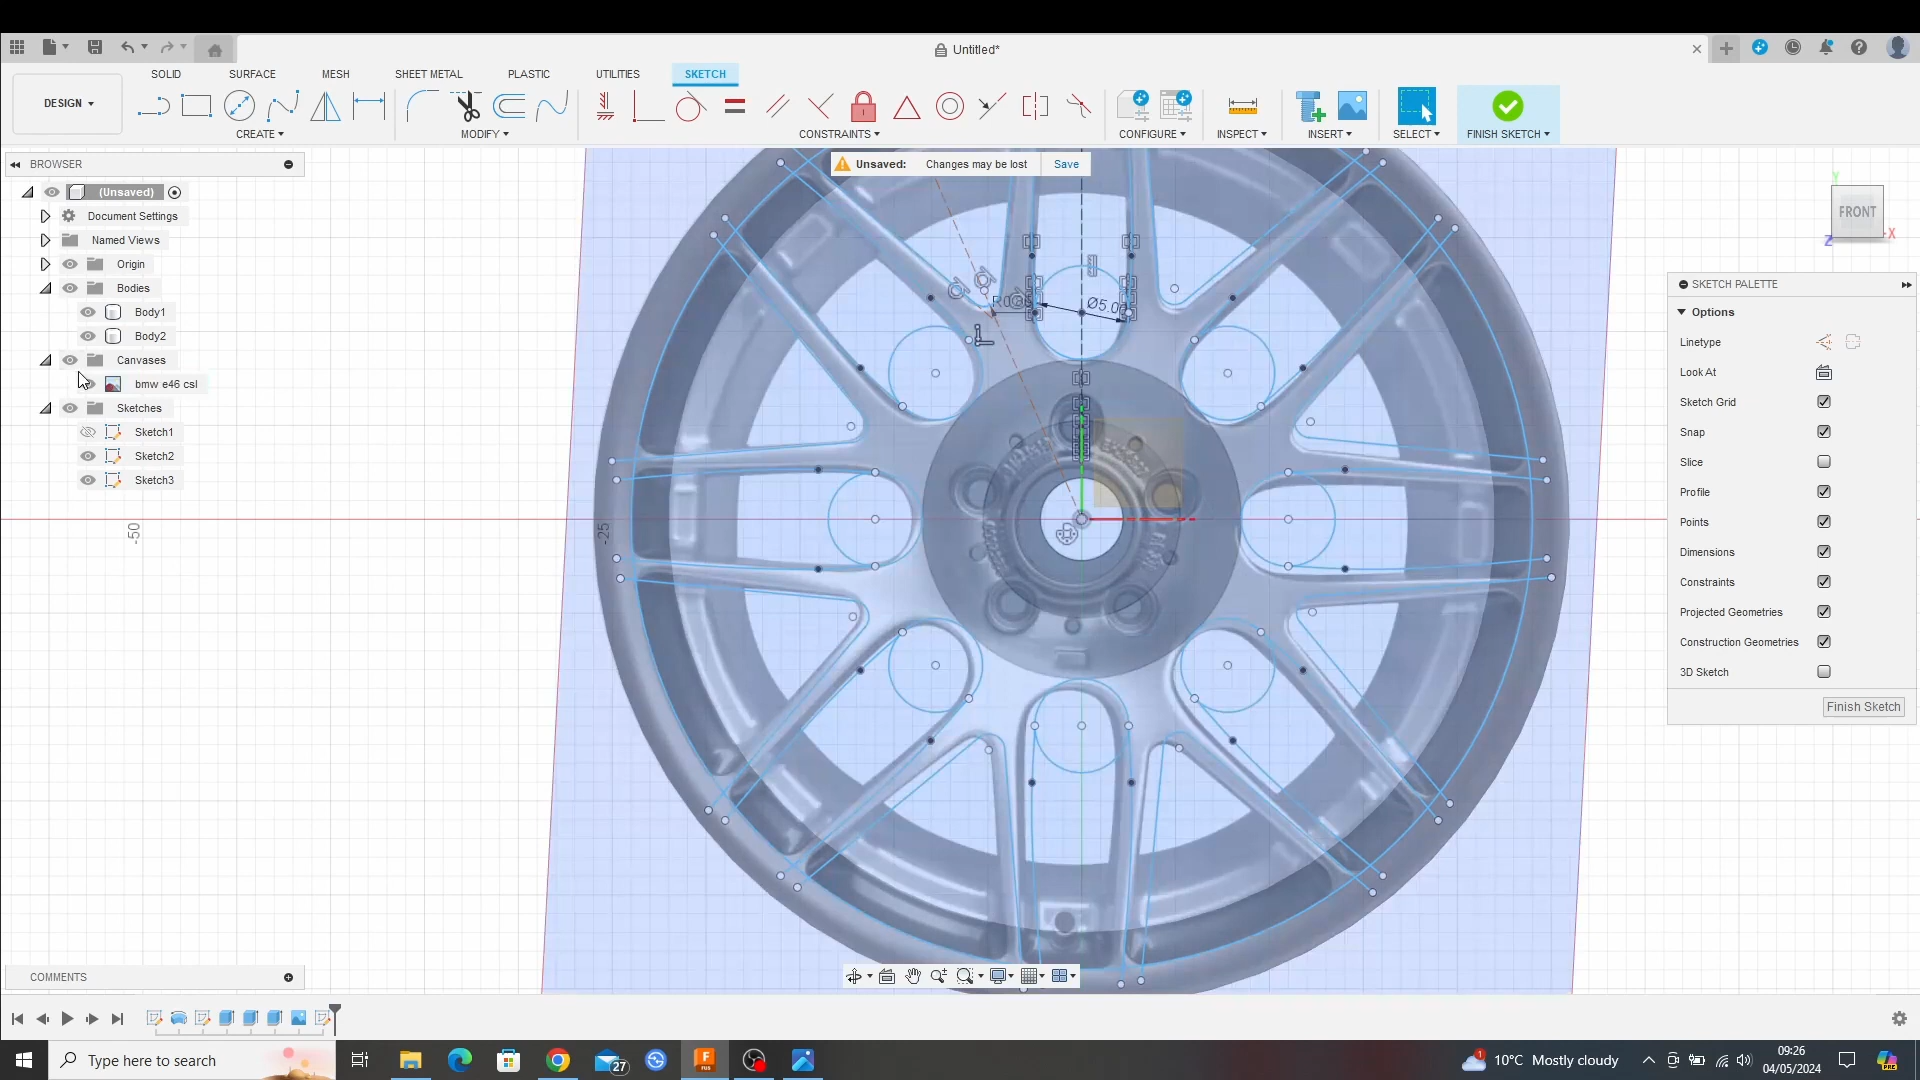 Untitled*
DESIGN
SOLID
SURFACE
MESH
SHEET METAL
PLASTIC
UTILITIES
SKETCH
CREATE
MODIFY
CONSTRAINTS
CONFIGURE
INSPECT
INSERT
SELECT
FINISH SKETCH
BROWSER
Unsaved: Changes may be lost Save
(Unsaved)
Document Settings
Named Views
Origin
Bodies
Body1
Body2
Canvases
bmw e46 csl
Sketches
Sketch1
Sketch2
Sketch3
-50
-25
Y
FRONT
X
Z
SKETCH PALETTE
Options
Linetype
Look At
Sketch Grid
Snap
Slice
Profile
Points
Dimensions
Constraints
Projected Geometries
Construction Geometries
3D Sketch
Finish Sketch
COMMENTS
Type here to search
27
F
FUS
1
10°C Mostly cloudy
09:26
04/05/2024
PRE